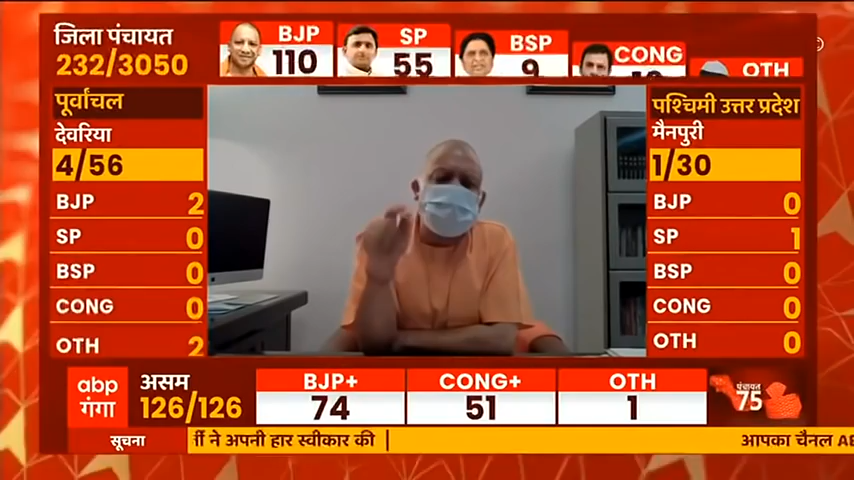 जिला पंचायत
232/3050
BJP
110
SP
55
BSP
9
CONG
OTH
पूर्वांचल
देवरिया
4/56
BJP 2
SP 0
BSP 0
CONG 0
OTH 2
पश्चिमी उत्तर प्रदेश
मैनपुरी
1/30
BJP 0
SP 1
BSP 0
CONG 0
OTH 0
abp
गंगा
असम
126/126
BJP+
74
CONG+
51
OTH
1
पंचायत
75
सूचना
ने अपनी हार स्वीकार की |
आपका चैनल AB